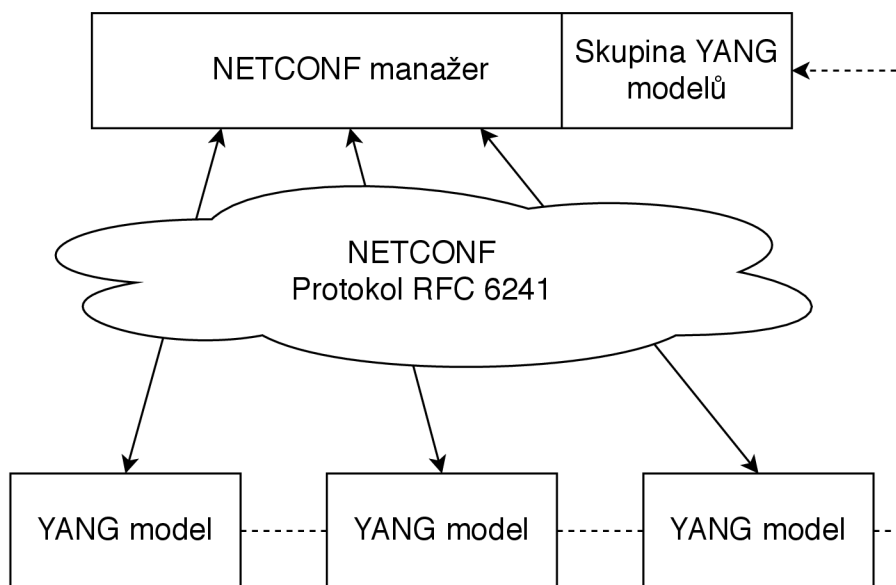 NETCONF manažer
Skupina YANG
modelů
NETCONF
Protokol RFC 6241
YANG model
YANG model
YANG model